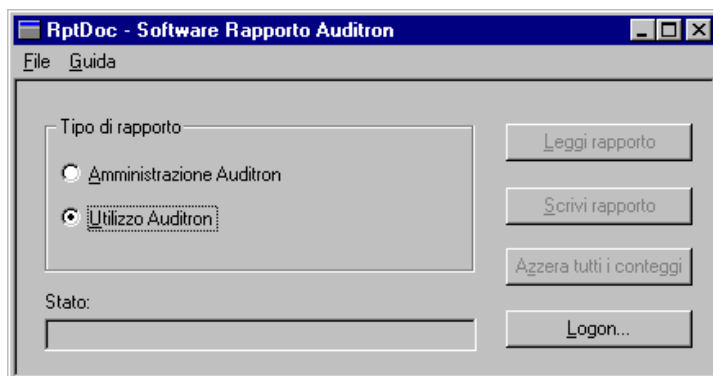 RptDoc - Software Rapporto Auditron
File Guida
Tipo di rapporto
Amministrazione Auditron
Utilizzo Auditron
Leggi rapporto
Scrivi rapporto
Azzera tutti i conteggi
Stato:
Logon...